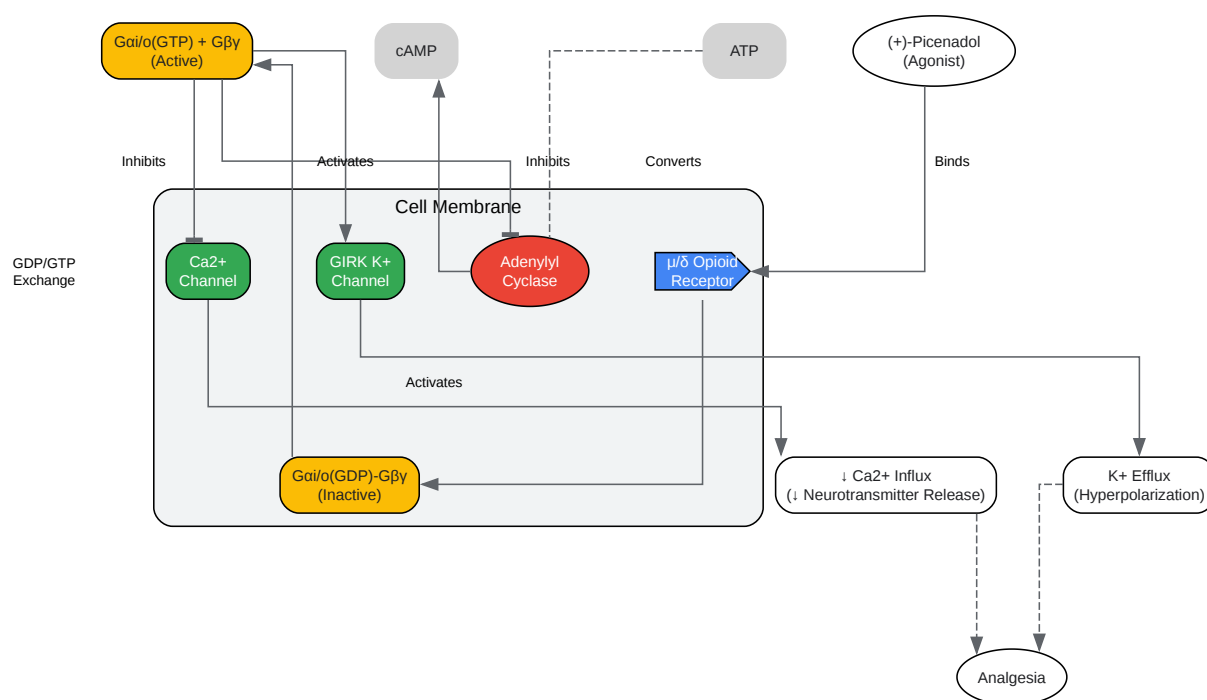 Gαi/o(GTP) + Gβγ
(Active)
cAMP
ATP
(+)-Picenadol
(Agonist)
Inhibits
Activates
Inhibits
Converts
Binds
Cell Membrane
GDP/GTP
Exchange
Ca2+
Channel
GIRK K+
Channel
Adenylyl
Cyclase
μ/δ Opioid
Receptor
Activates
Gαi/o(GDP)-Gβγ
(Inactive)
↓ Ca2+ Influx
(↓ Neurotransmitter Release)
K+ Efflux
(Hyperpolarization)
Analgesia